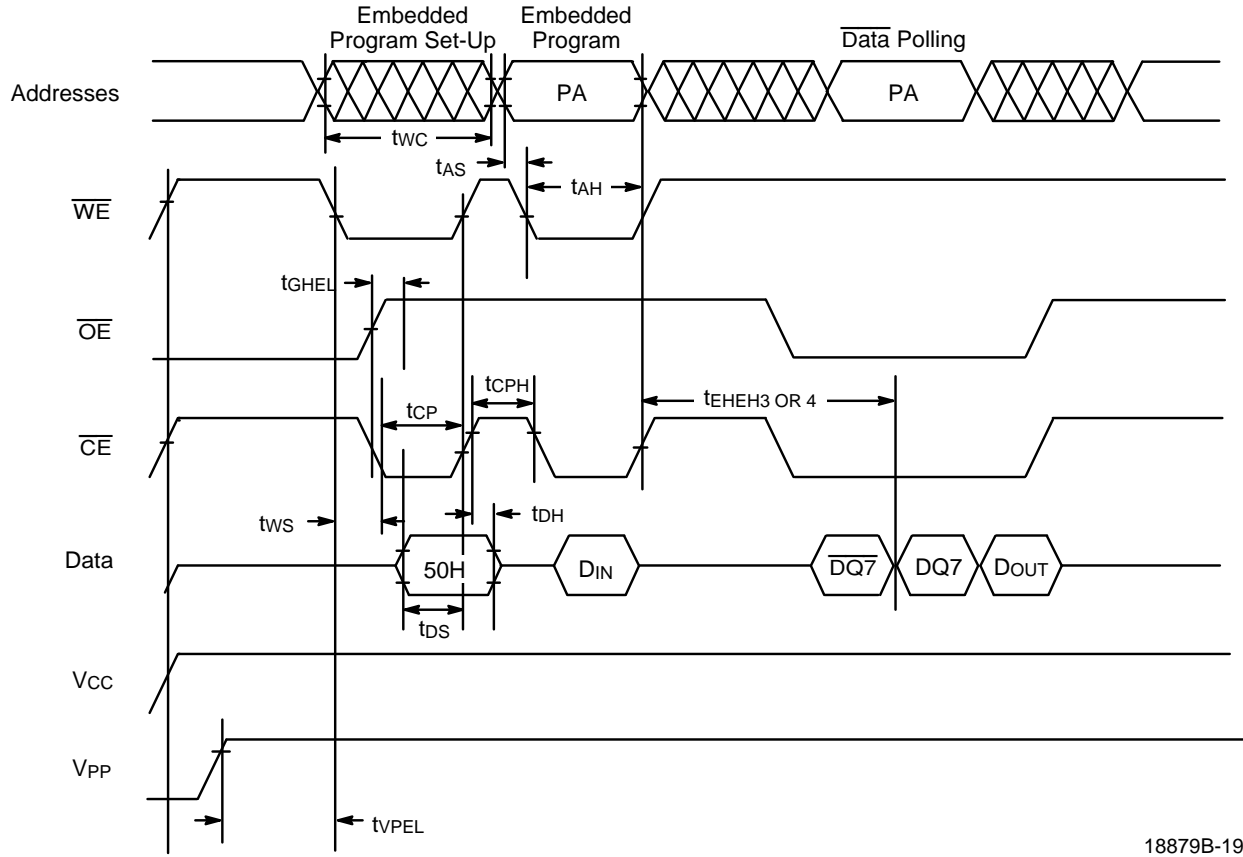 Embedded
Program Set-Up
Embedded
Program
Data Polling
Addresses
PA
PA
tWC
tAS
tAH
WE
tGHEL
OE
tCP
tCPH
tEHEH3 OR 4
CE
tWS
tDH
Data
50H
DIN
DQ7
DQ7
DOUT
tDS
VCC
VPP
tVPEL
18879B-19